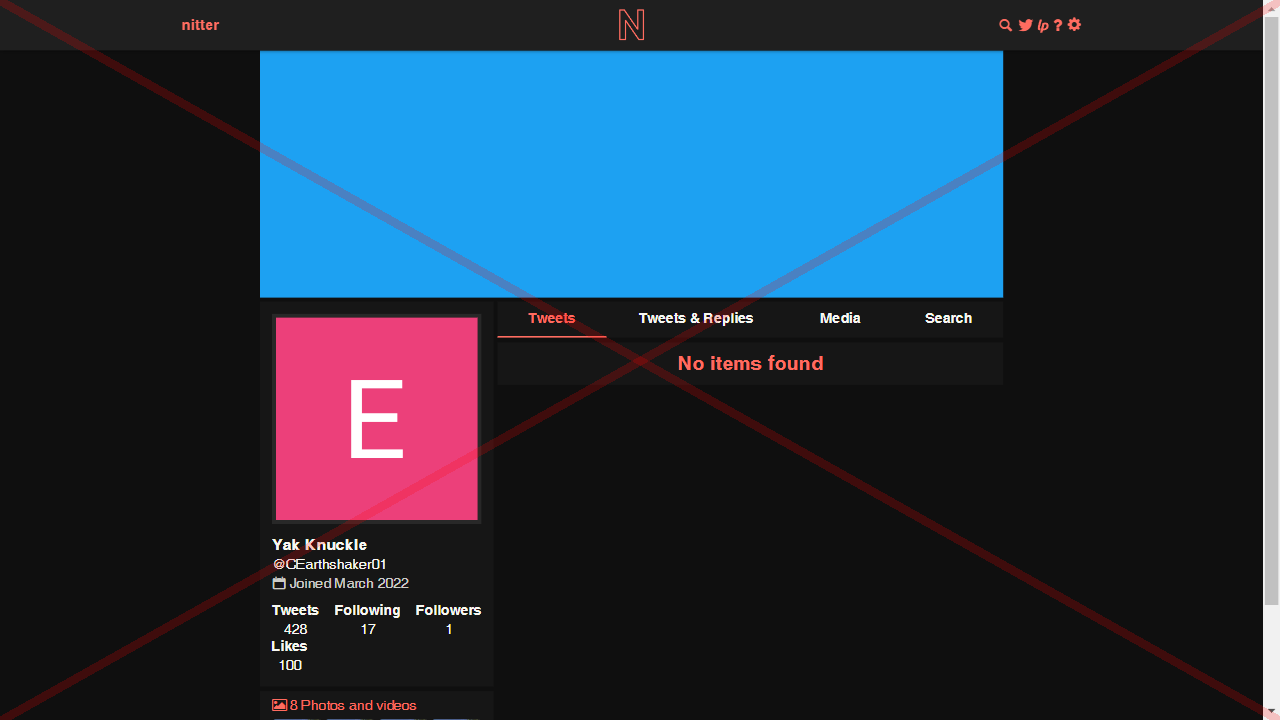 nitter
N
lp ?
Tweets Tweets & Replies Media Search
No items found
E
Yak Knuckle
@CEarthshaker01
Joined March 2022
Tweets Following Followers
428 17 1
Likes
100
8 Photos and videos